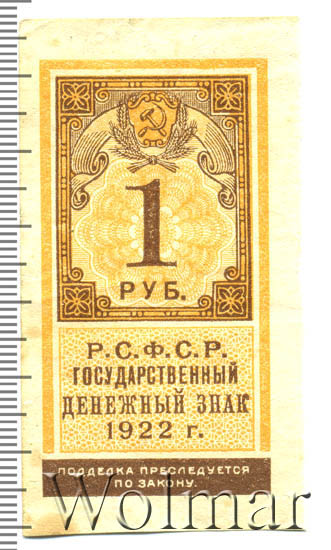 1
РУБ.
Р.С.Ф.С.Р.
ГОСУДАРСТВЕННЫЙ
ДЕНЕЖНЫЙ ЗНАК
1922 г.
ПОДДЕЛКА ПРЕСЛЕДУЕТСЯ
ПО ЗАКОНУ.
Wolmar